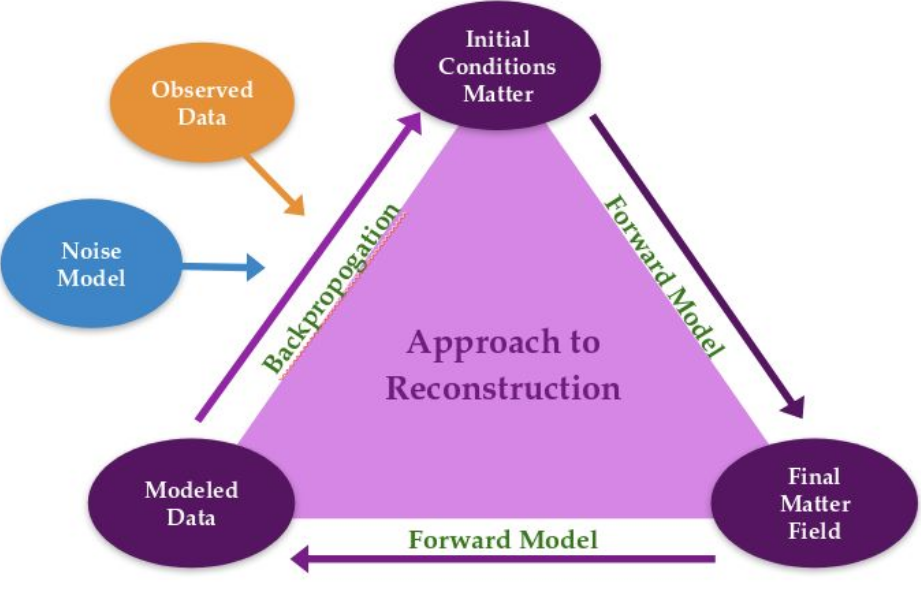 Initial
Conditions
Matter
Observed
Data
Noise
Model
Backpropogation
Forward Model
Approach to
Reconstruction
Modeled
Data
Final
Matter
Field
Forward Model